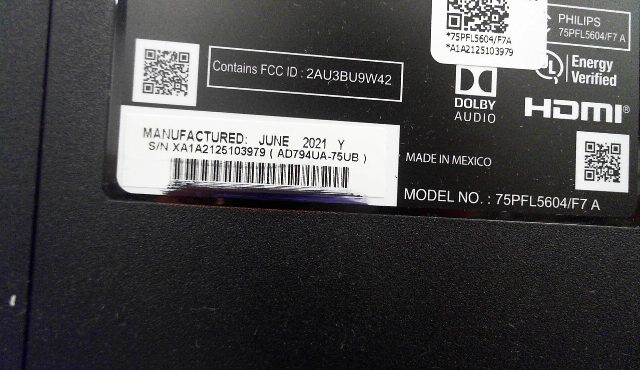 *75PFL5604/F7A
*A1A2125103979
PHILIPS
75PFL5604/F7 A
Contains FCC ID : 2AU3BU9W42
UL
Energy
Verified
DOLBY
AUDIO
HDMI
MANUFACTURED: JUNE 2021 Y
S/N XA1A2125103979 ( AD794UA-75UB )
MADE IN MEXICO
MODEL NO. : 75PFL5604/F7 A